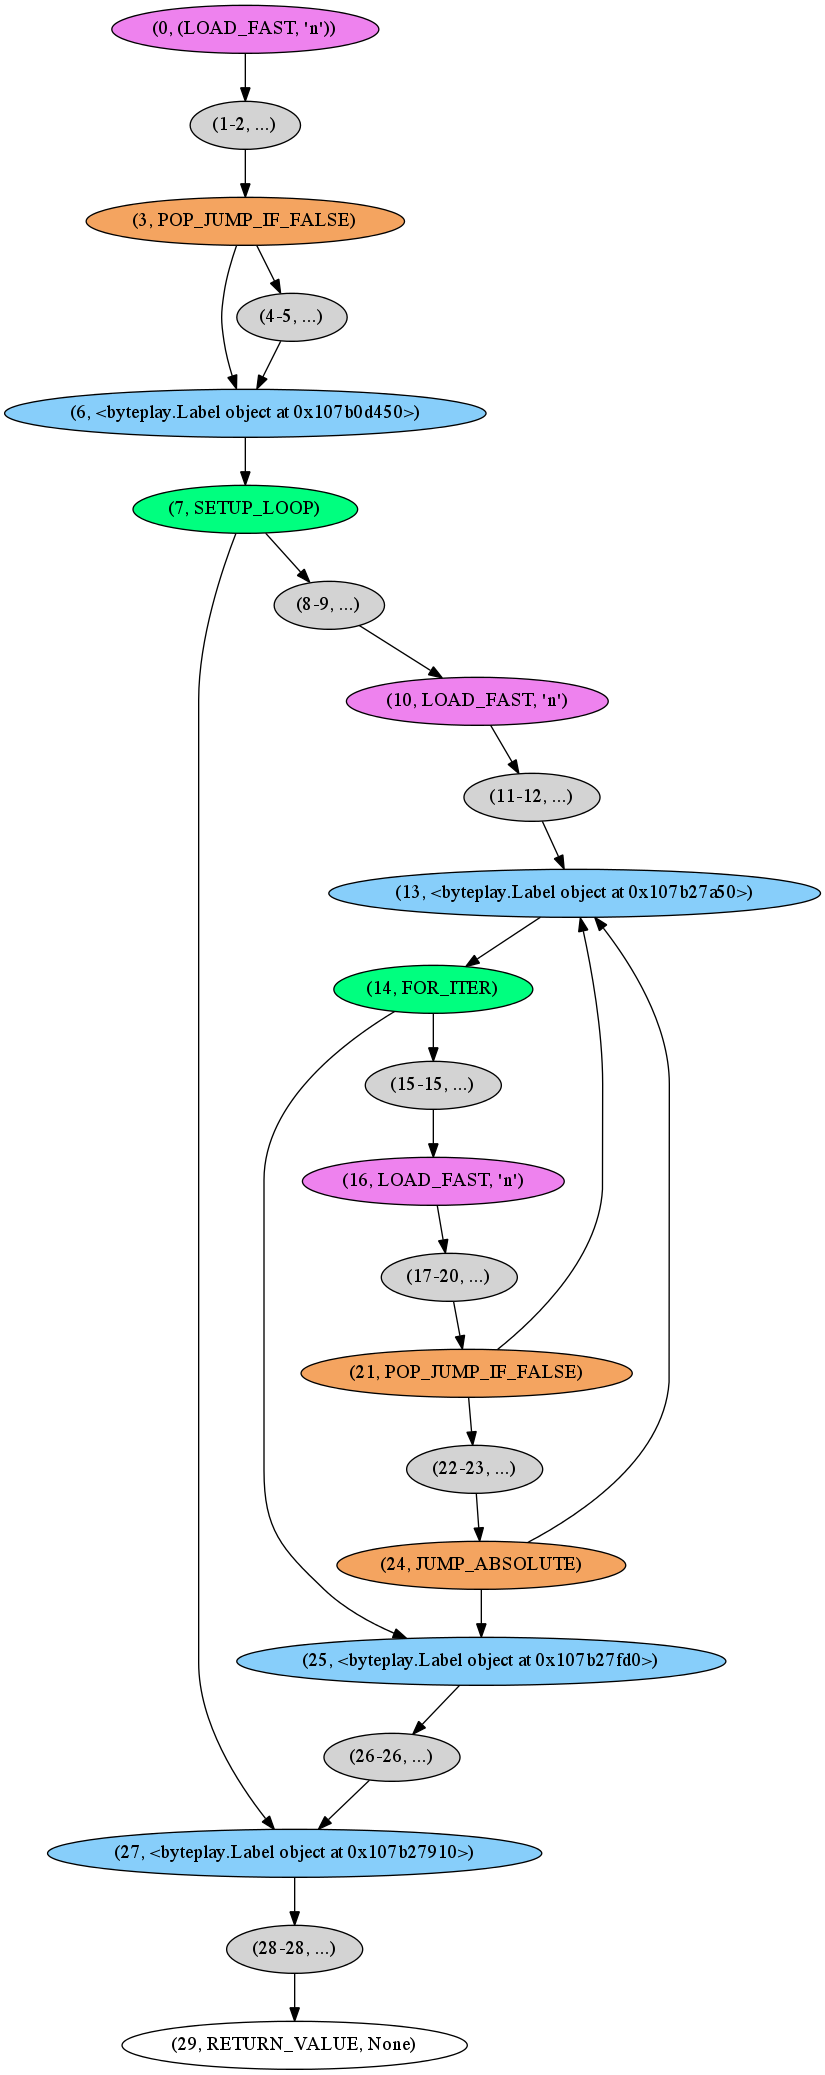 (0, (LOAD_FAST, 'n'))
(1-2, ...)
(3, POP_JUMP_IF_FALSE)
(4-5, ...)
(6, <byteplay.Label object at 0x107b0d450>)
(7, SETUP_LOOP)
(8-9, ...)
(10, LOAD_FAST, 'n')
(11-12, ...)
(13, <byteplay.Label object at 0x107b27a50>)
(14, FOR_ITER)
(15-15, ...)
(16, LOAD_FAST, 'n')
(17-20, ...)
(21, POP_JUMP_IF_FALSE)
(22-23, ...)
(24, JUMP_ABSOLUTE)
(25, <byteplay.Label object at 0x107b27fd0>)
(26-26, ...)
(27, <byteplay.Label object at 0x107b27910>)
(28-28, ...)
(29, RETURN_VALUE, None)